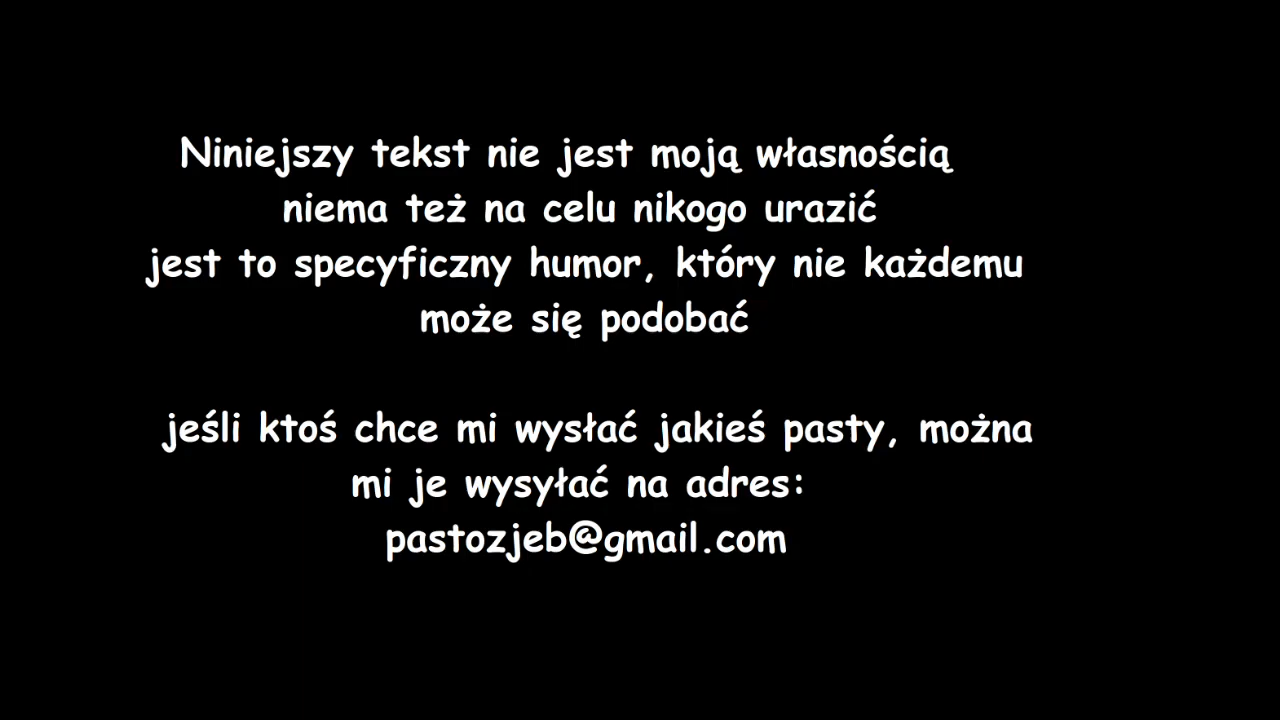 Niniejszy tekst nie jest moją własnością
niema też na celu nikogo urazić
jest to specyficzny humor, który nie każdemu
może się podobać
jeśli ktoś chce mi wysłać jakieś pasty, można
mi je wysyłać na adres:
pastozjeb@gmail.com